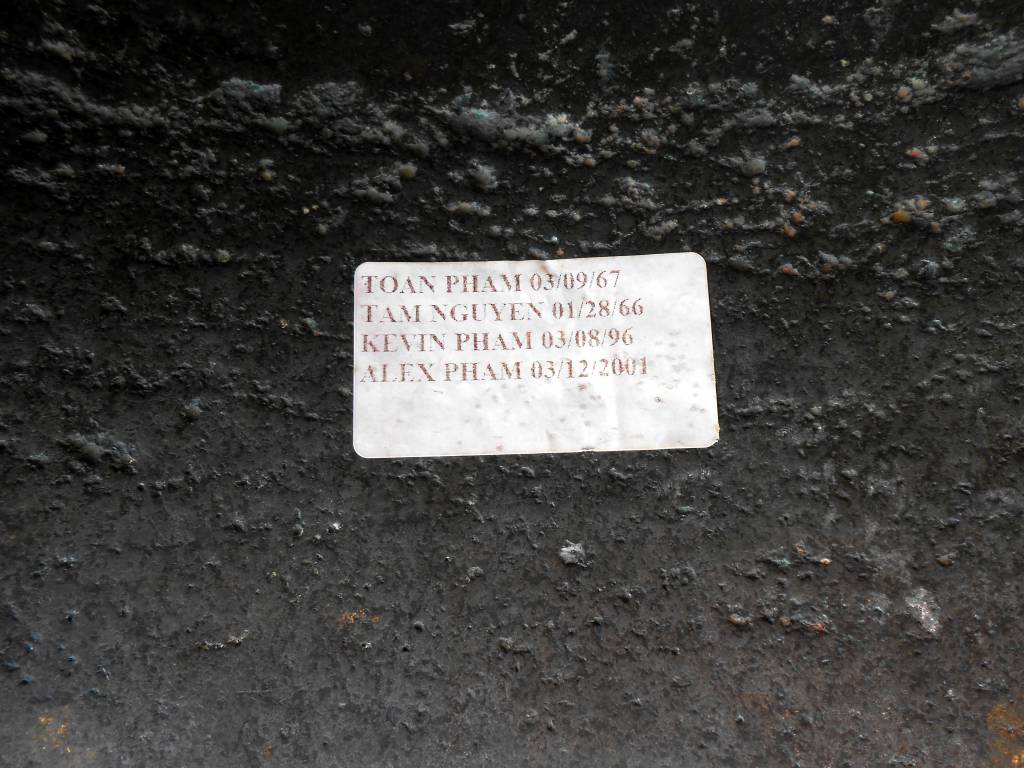 TOAN PHAM 03/09/67
TAM NGUYEN 01/28/66
KEVIN PHAM 03/08/96
ALEX PHAM 03/12/2001